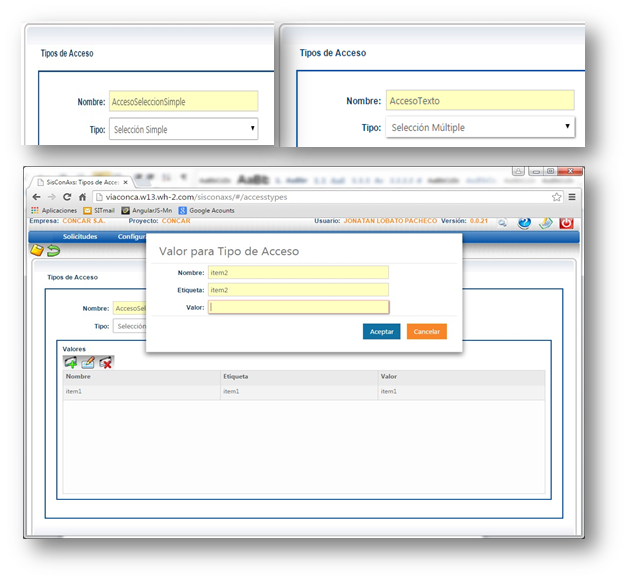 Tipos de Acceso
Nombre: AccesoSeleccionSimple
Tipo: Selección Simple
Tipos de Acceso
Nombre: AccesoTexto
Tipo: Selección Múltiple
SisConAxs: Tipos de Acce
viaconca.w13.wh-2.com/sisconaxs/#/accesstypes
Aplicaciones SITmail AngularJS-Mn Google Acounts
Empresa: CONCAR S.A. Proyecto: CONCAR Usuario: JONATAN LOBATO PACHECO Versión: 0.0.21
Solicitudes Configur
Valor para Tipo de Acceso
Nombre: item2
Etiqueta: item2
Valor:
Aceptar Cancelar
Tipos de Acceso
Nombre: AccesoSel
Tipo: Selección
Valores
Nombre Etiqueta Valor
item1 item1 item1